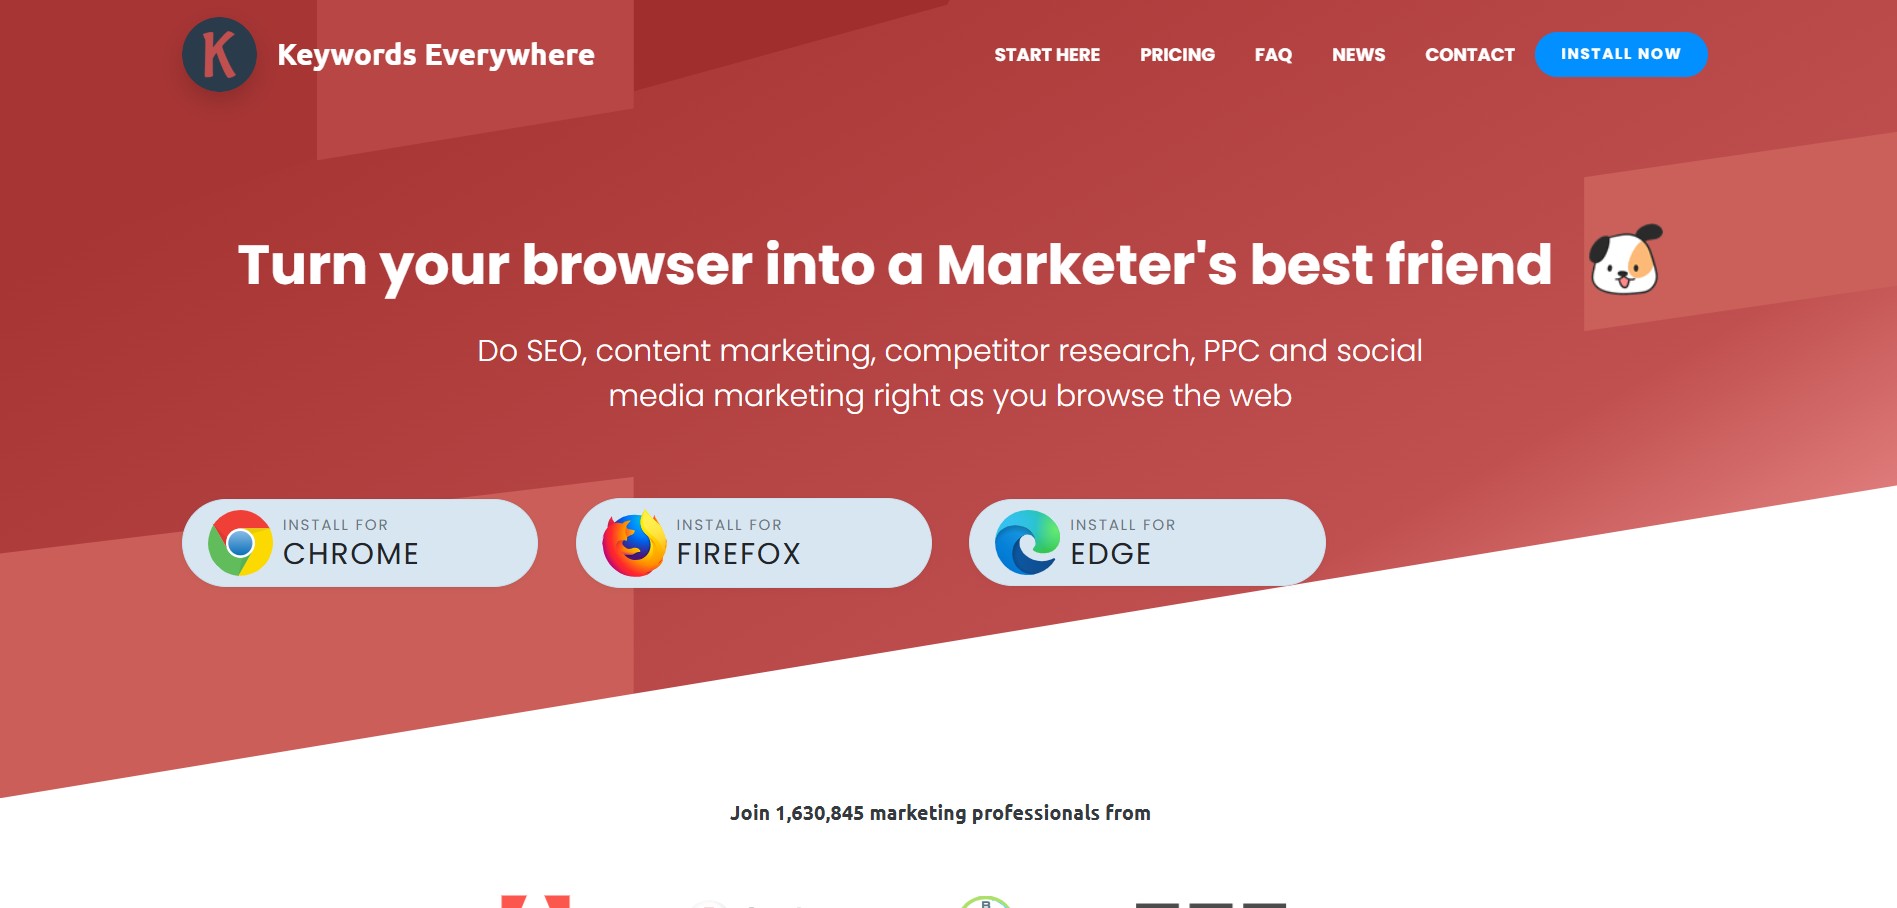 K
Keywords Everywhere
START HERE
PRICING
FAQ
NEWS
CONTACT
INSTALL NOW
Turn your browser into a Marketer's best friend
Do SEO, content marketing, competitor research, PPC and social
media marketing right as you browse the web
INSTALL FOR
CHROME
INSTALL FOR
FIREFOX
INSTALL FOR
EDGE
Join 1,630,845 marketing professionals from
B